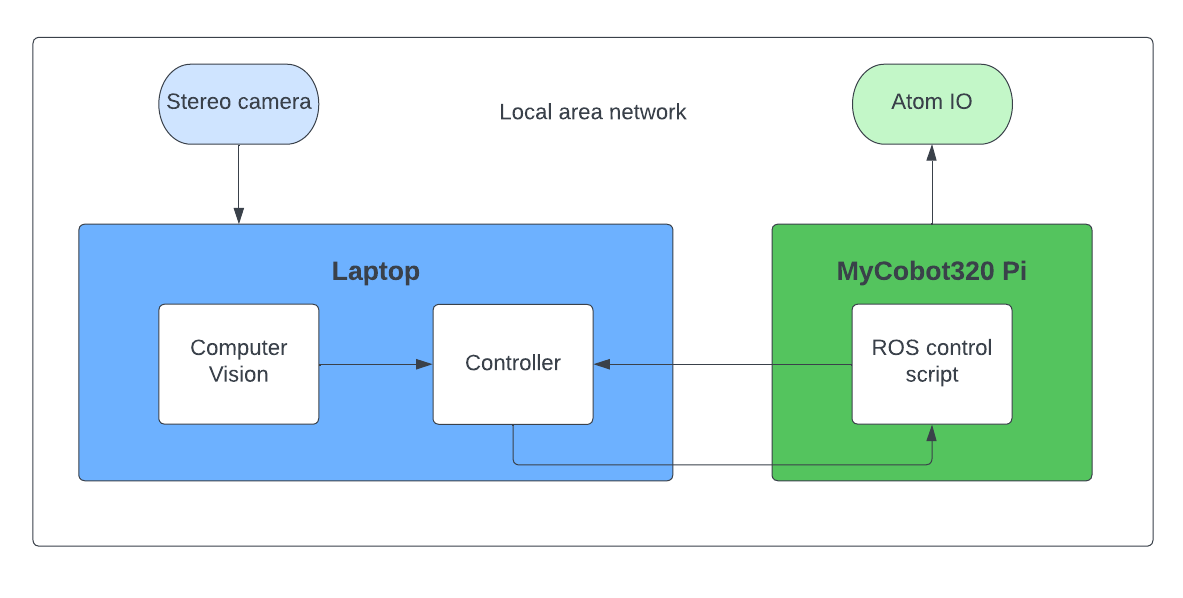 Stereo camera
Local area network
Atom IO
Laptop
MyCobot320 Pi
Computer
Vision
Controller
ROS control
script